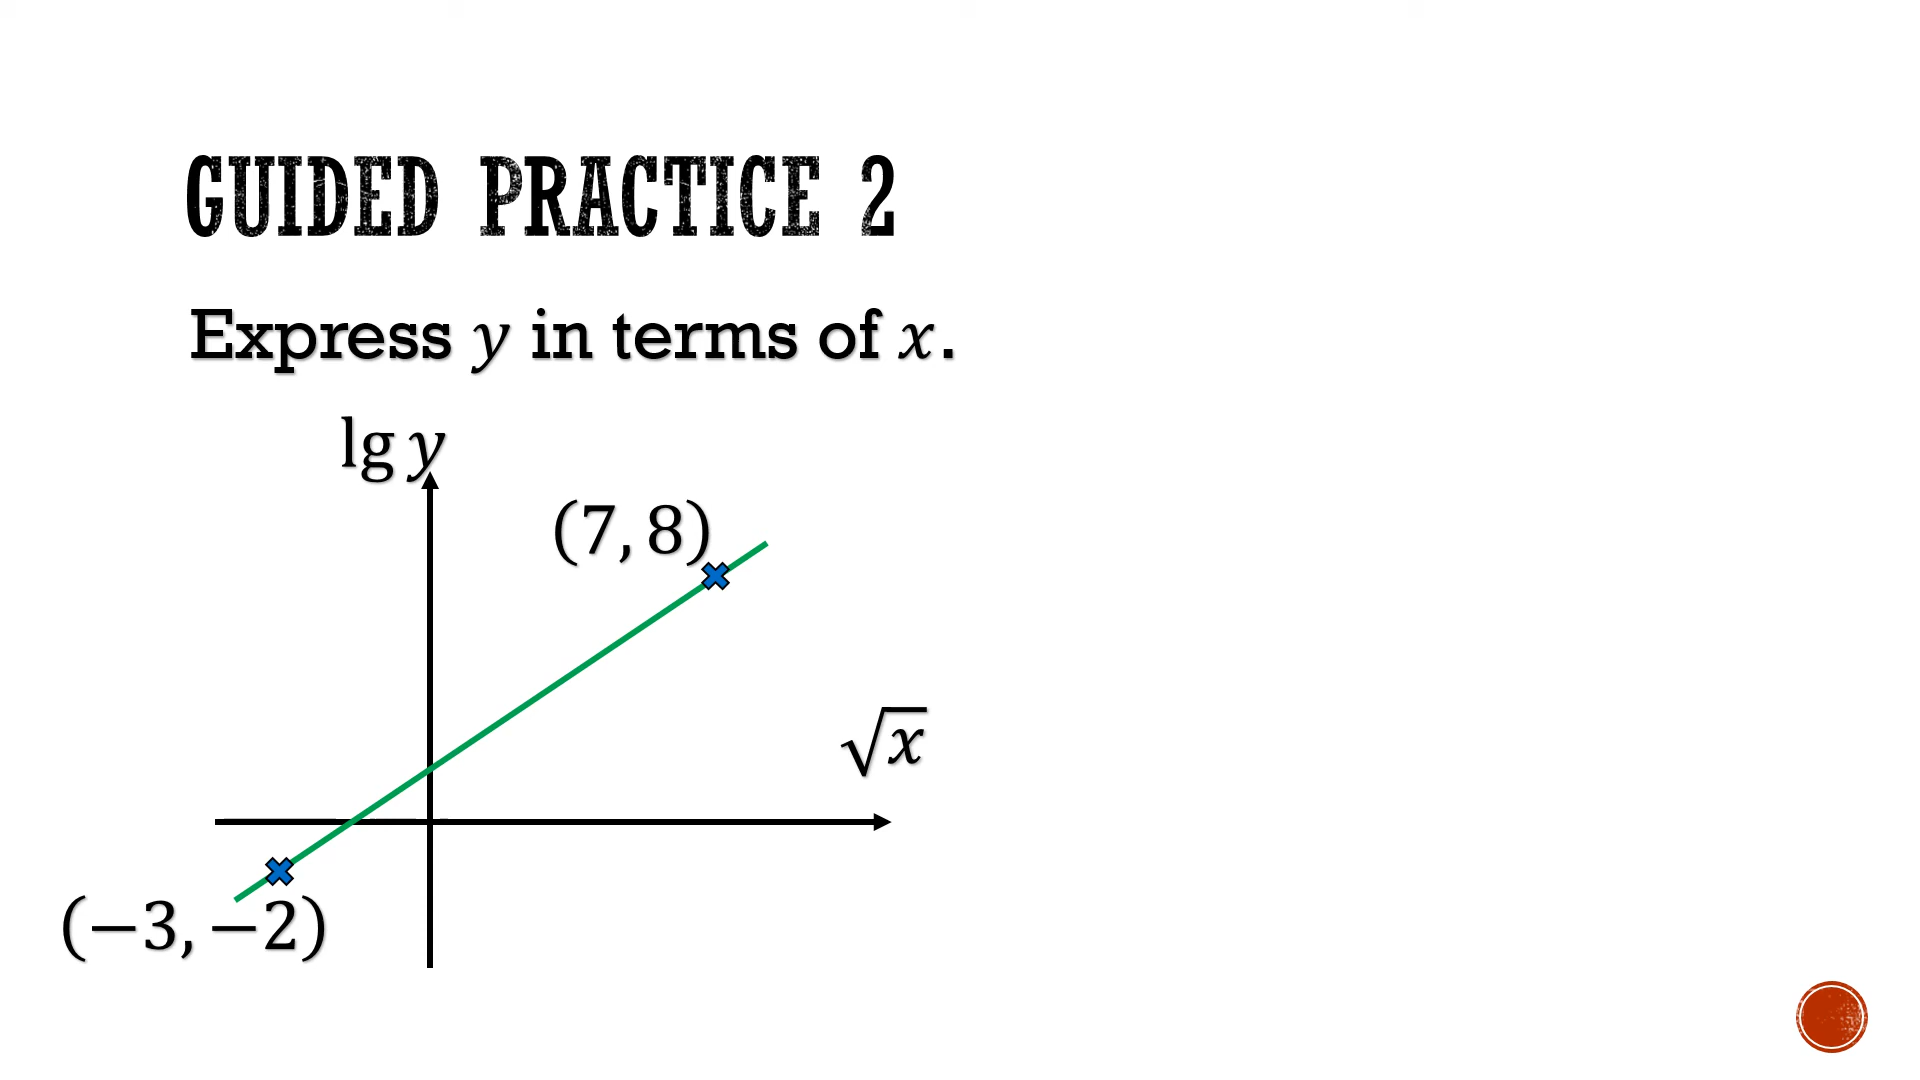 GUIDED PRACTICE 2
Express y in terms of x.
lg y
(7, 8)
√x
(−3, −2)